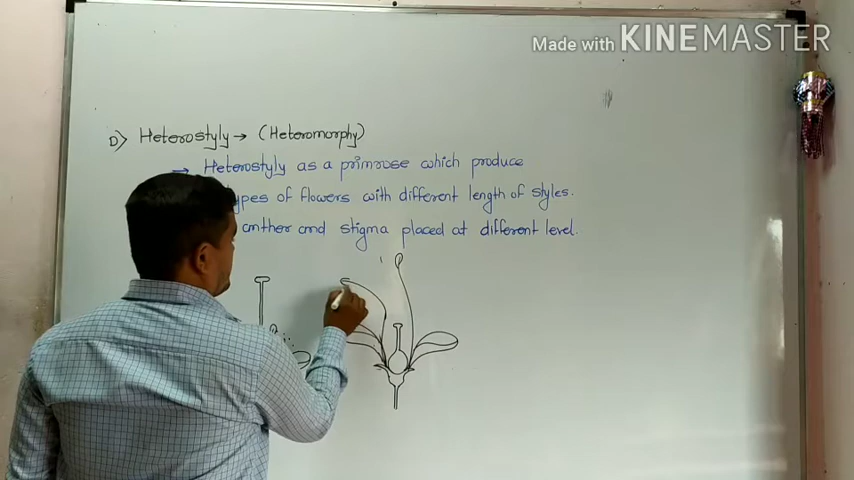 Made with KINEMASTER
D) Heterostyly → (Heteromorphy)
→ Heterostyly as a primrose which produce
types of flowers with different length of styles.
anther and stigma placed at different level.